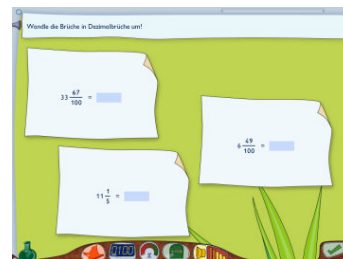 Wandle die Brüche in Dezimalbrüche um!
33 67/100 =
6 49/100 =
11 1/5 =